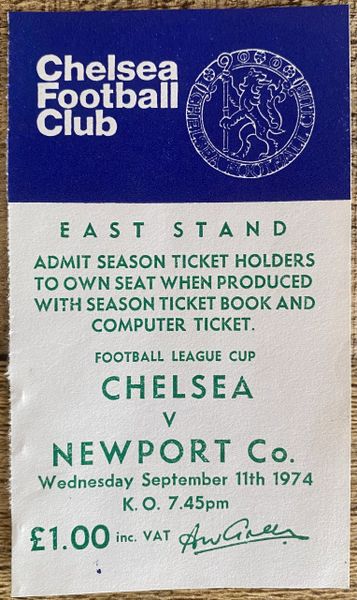 Chelsea
Football
Club
EAST STAND
ADMIT SEASON TICKET HOLDERS
TO OWN SEAT WHEN PRODUCED
WITH SEASON TICKET BOOK AND
COMPUTER TICKET.
FOOTBALL LEAGUE CUP
CHELSEA
V
NEWPORT Co.
Wednesday September 11th 1974
K. O. 7.45pm
£1.00 inc. VAT